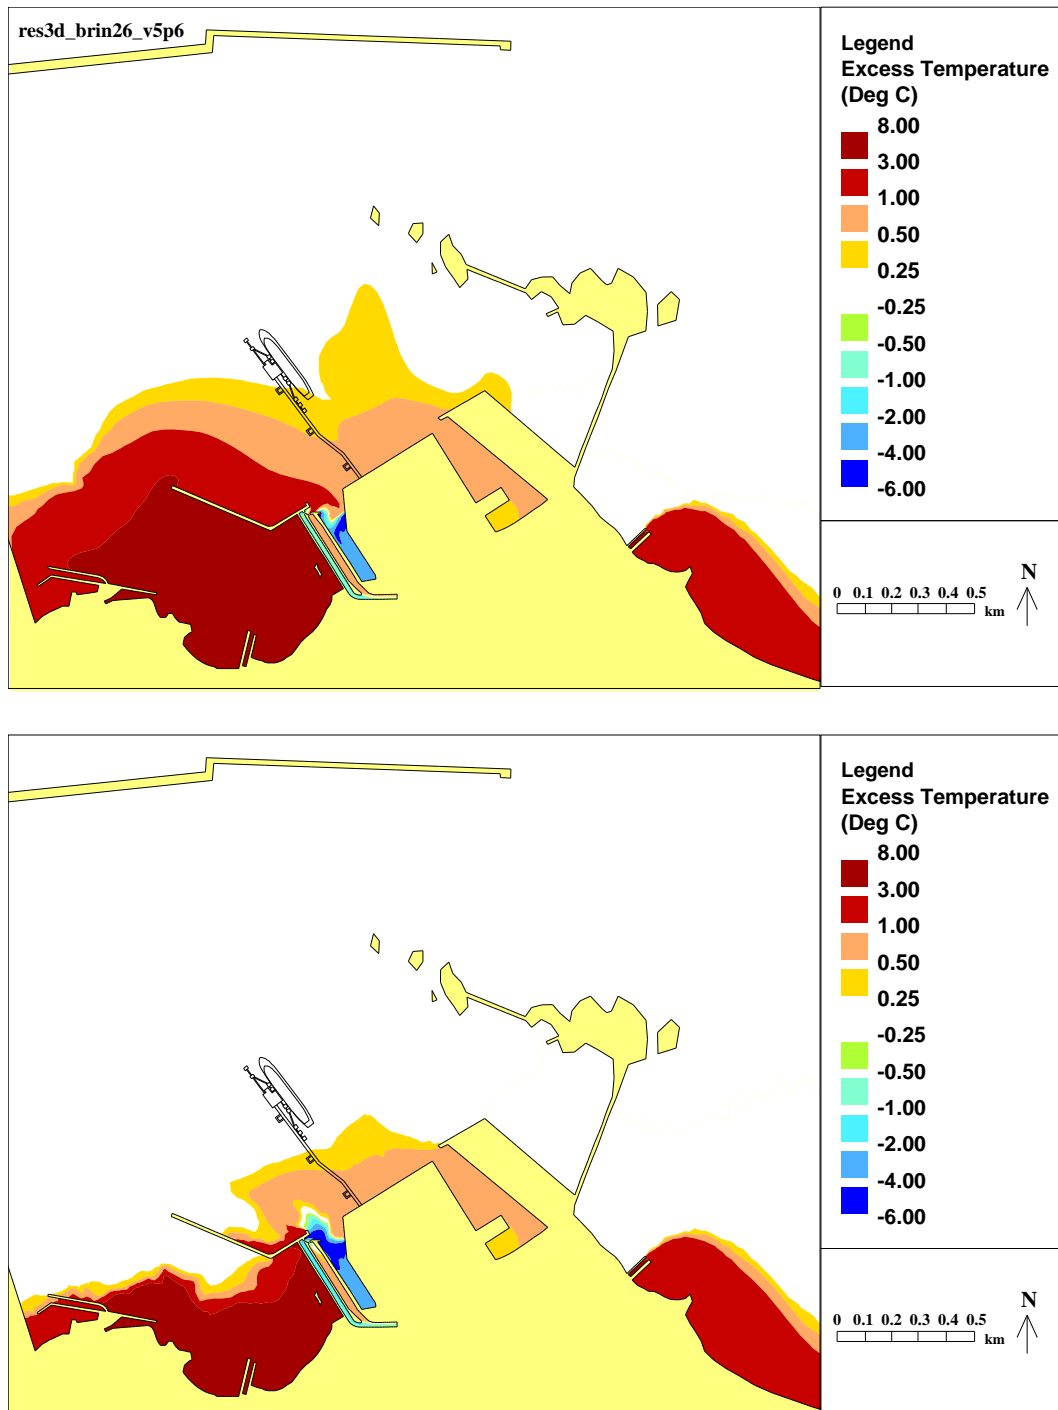 res3d_brin26_v5p6
Legend
Excess Temperature
(Deg C)
8.00
3.00
1.00
0.50
0.25
-0.25
-0.50
-1.00
-2.00
-4.00
-6.00
N
0 0.1 0.2 0.3 0.4 0.5
km
Legend
Excess Temperature
(Deg C)
8.00
3.00
1.00
0.50
0.25
-0.25
-0.50
-1.00
-2.00
-4.00
-6.00
N
0 0.1 0.2 0.3 0.4 0.5
km